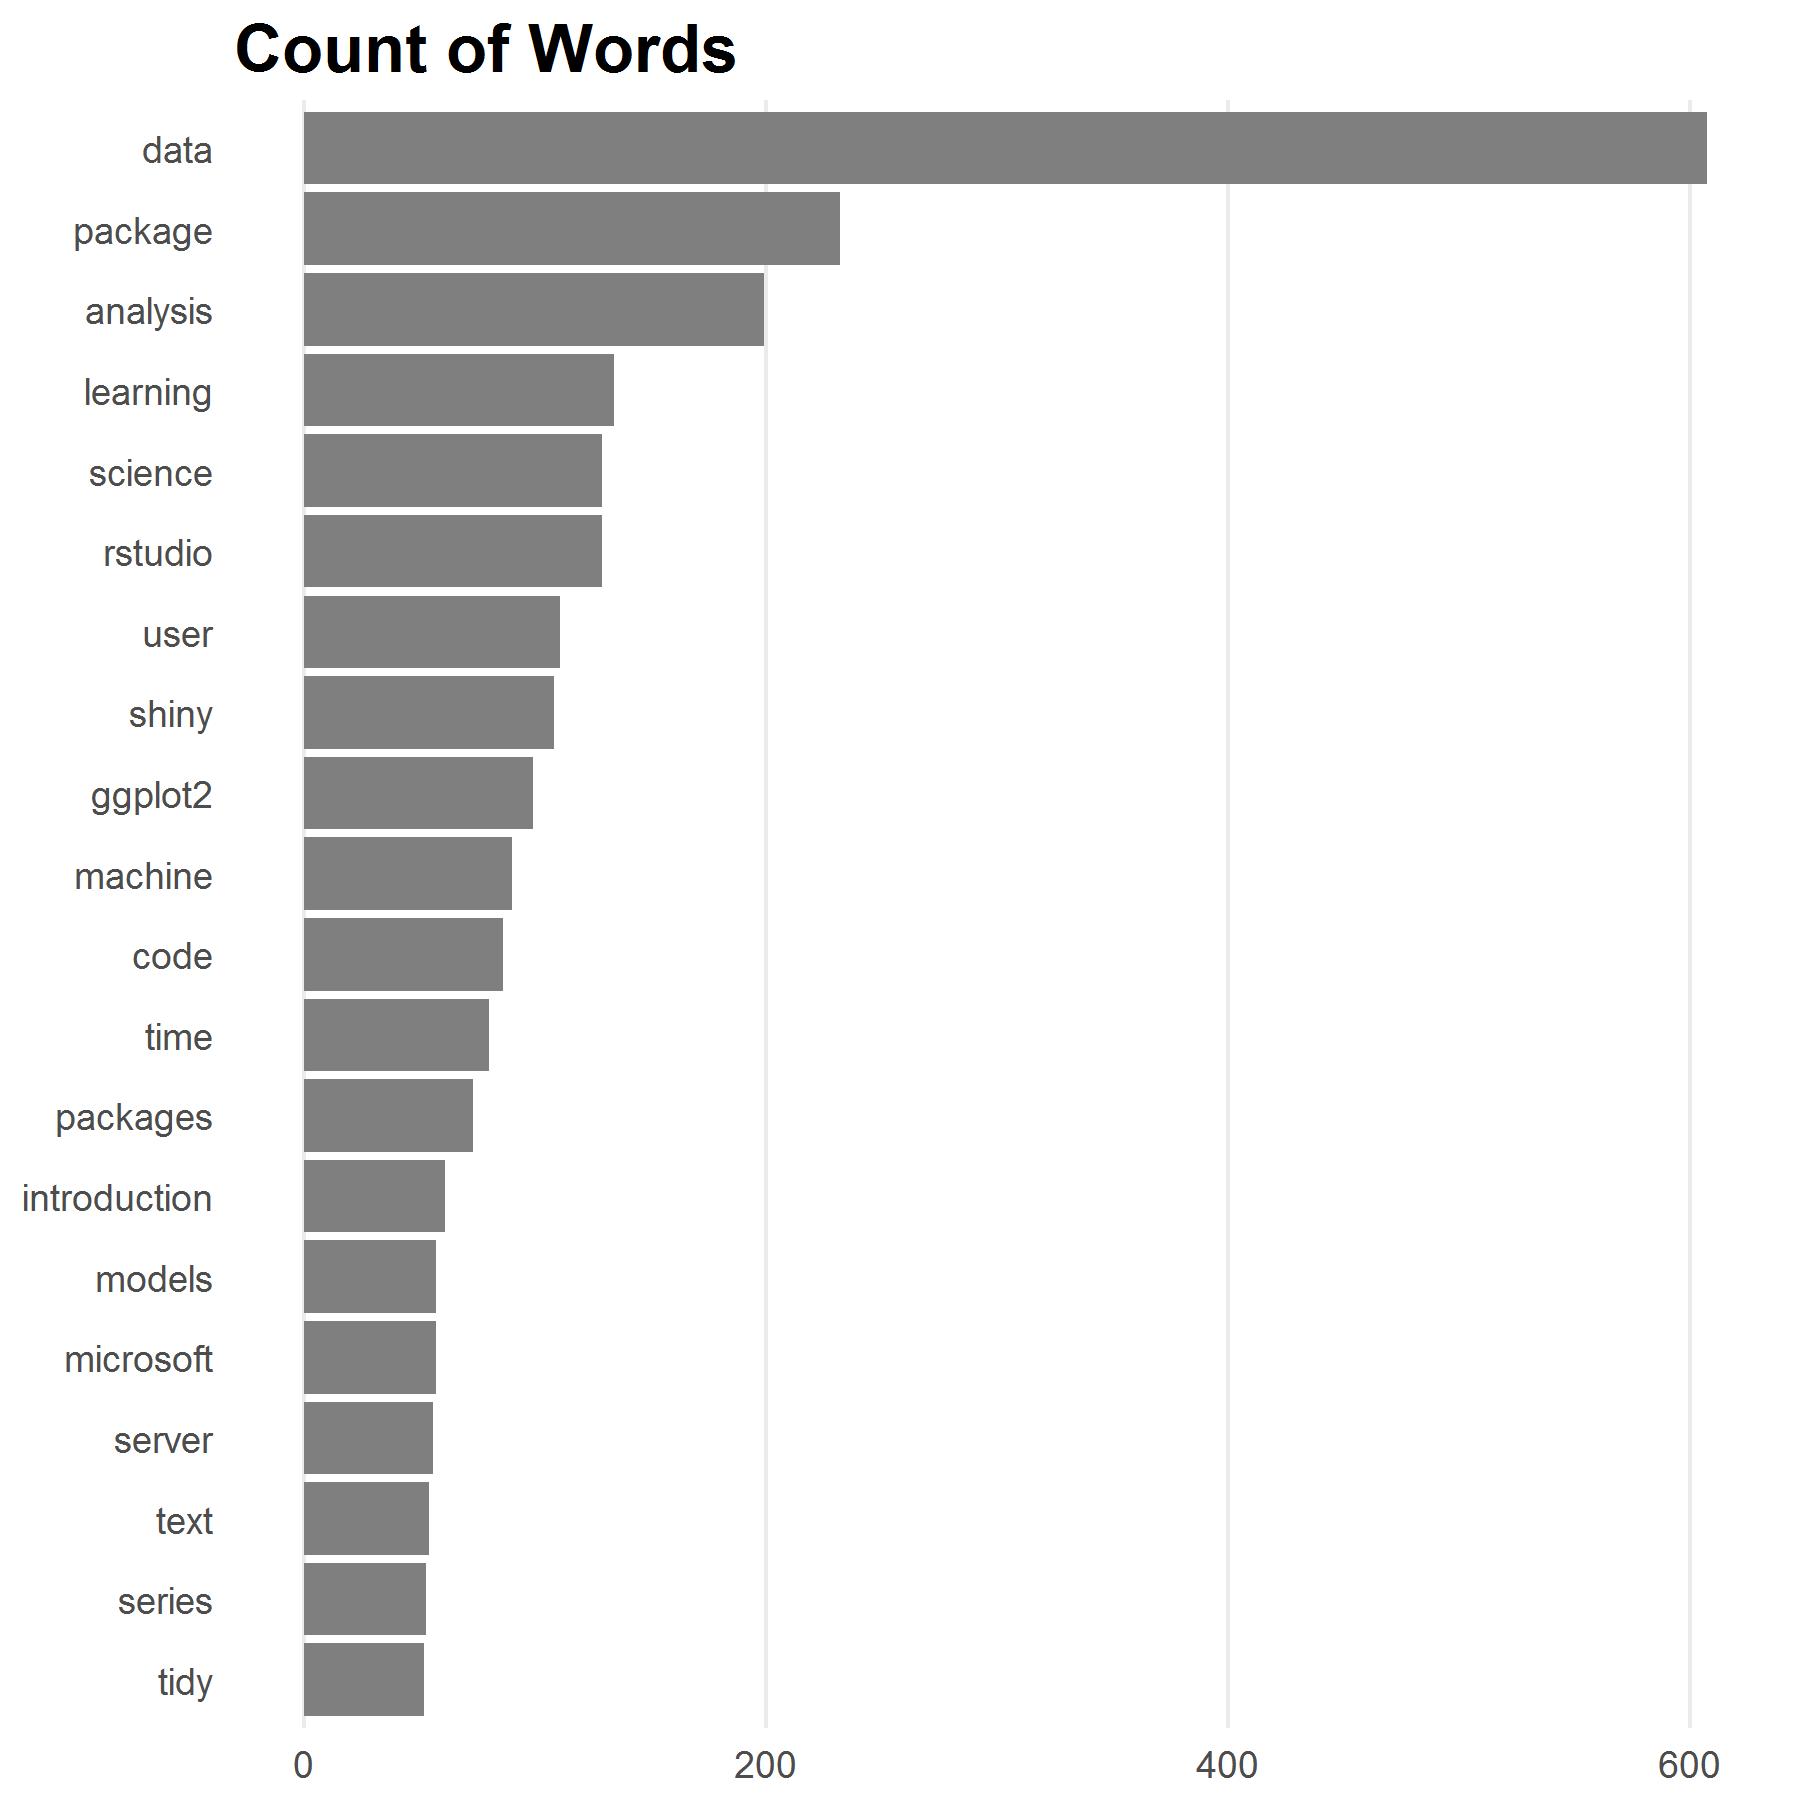 Count of Words
data
package
analysis
learning
science
rstudio
user
shiny
ggplot2
machine
code
time
packages
introduction
models
microsoft
server
text
series
tidy
0 200 400 600